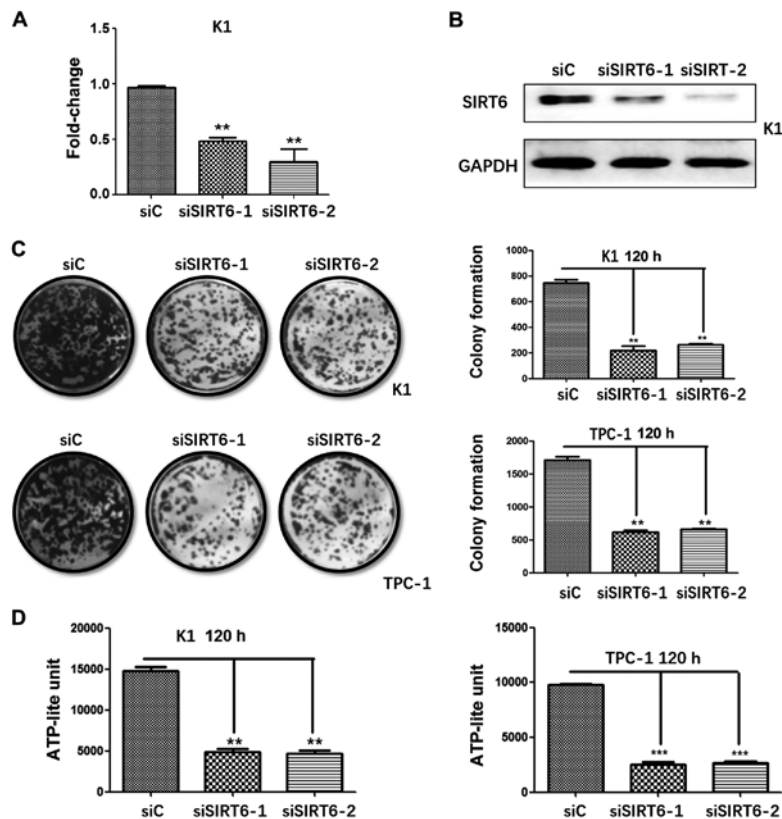 A
K1
Fold-change
1.5
1.0
0.5
0.0
**
**
siC
siSIRT6-1
siSIRT6-2
B
siC siSIRT6-1 siSIRT-2
SIRT6
GAPDH
K1
C
siC siSIRT6-1 siSIRT6-2
K1
siC siSIRT6-1 siSIRT6-2
TPC-1
Colony formation
1000
800
600
400
200
0
K1 120 h
**
**
siC siSIRT6-1 siSIRT6-2
Colony formation
2000
1500
1000
500
0
TPC-1 120 h
**
**
siC siSIRT6-1 siSIRT6-2
D
ATP-lite unit
20000
15000
10000
5000
0
K1 120 h
**
**
siC siSIRT6-1 siSIRT6-2
ATP-lite unit
15000
10000
5000
0
TPC-1 120 h
***
***
siC siSIRT6-1 siSIRT6-2